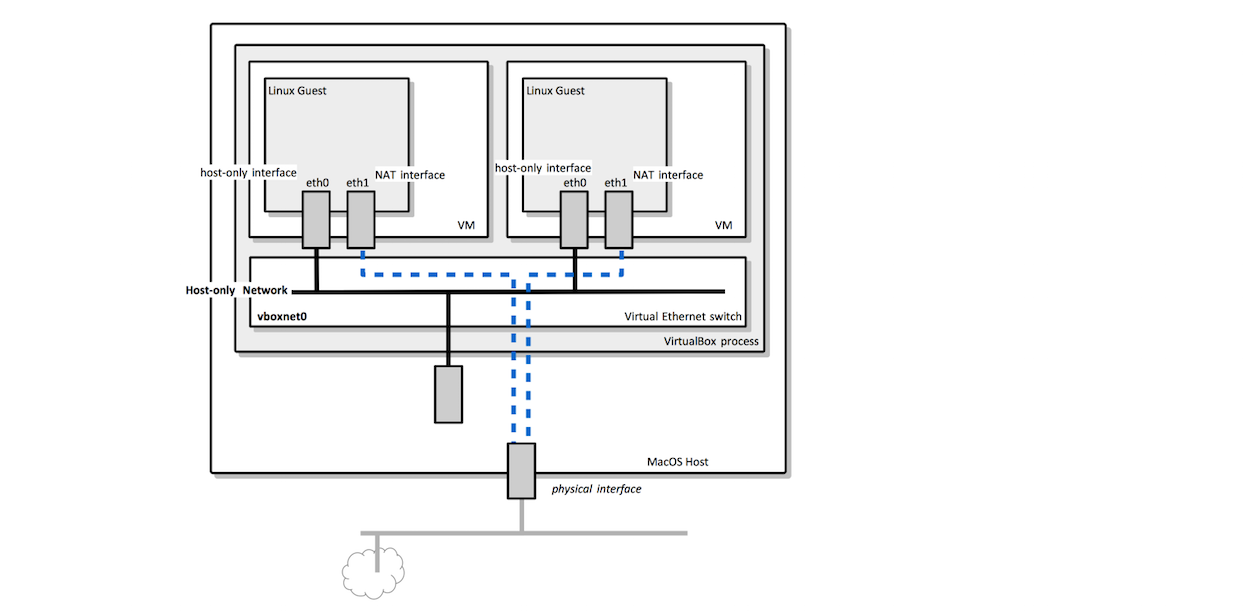 Linux Guest
Linux Guest
host-only interface
NAT interface
host-only interface
NAT interface
eth0
eth1
eth0
eth1
VM
VM
Host-only Network
vboxnet0
Virtual Ethernet switch
VirtualBox process
MacOS Host
physical interface